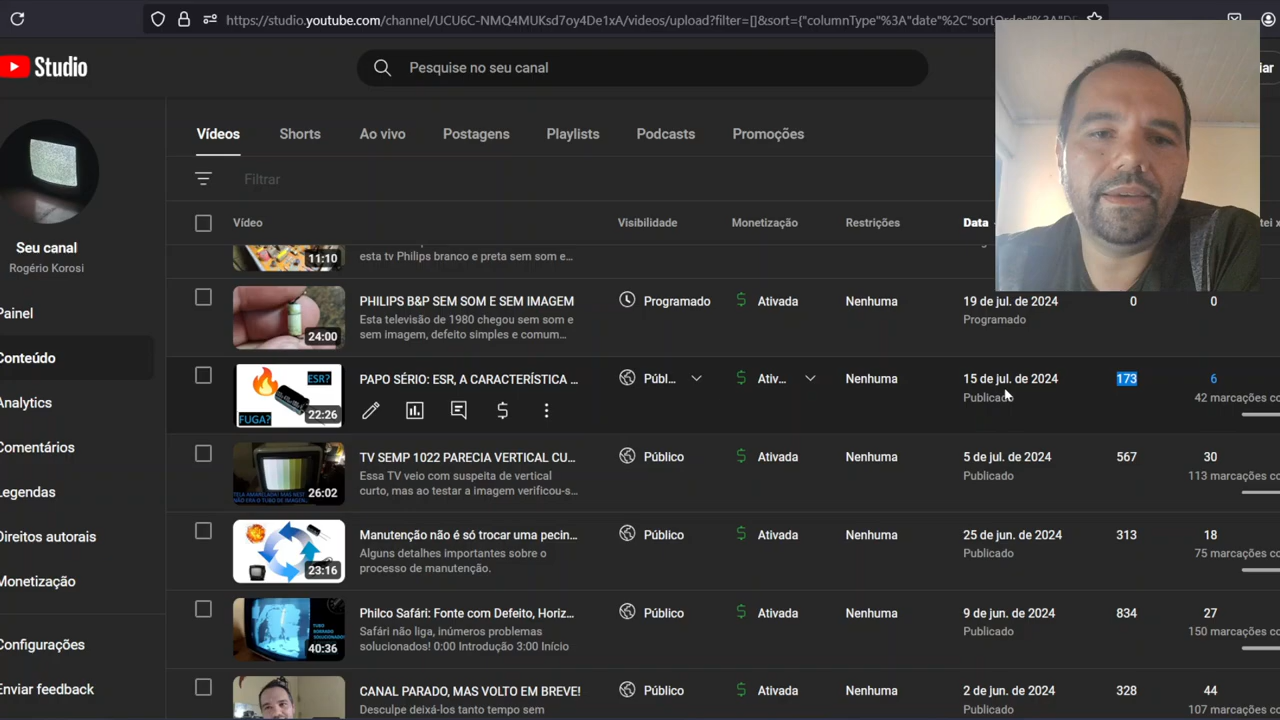 https://studio.youtube.com/channel/UCU6C-NMQ4MUKsd7oy4De1xA/videos/upload?filter=[]&sort={"columnType"%3A"date"%2C"sortOrder"%3A"D
Studio
Pesquise no seu canal
iar
Vídeos Shorts Ao vivo Postagens Playlists Podcasts Promoções
Filtrar
Vídeo Visibilidade Monetização Restrições Data
Seu canal
Rogério Korosi
Painel
Conteúdo
Analytics
Comentários
Legendas
Direitos autorais
Monetização
Configurações
Enviar feedback
11:10
esta tv Philips branco e preta sem som e...
24:00
PHILIPS B&P SEM SOM E SEM IMAGEM Programado Ativada Nenhuma 19 de jul. de 2024 0 0
Esta televisão de 1980 chegou sem som e Programado
sem imagem, defeito simples e comum...
ESR?
FUGA?
22:26
PAPO SÉRIO: ESR, A CARACTERÍSTICA ... Públ... Ativ... Nenhuma 15 de jul. de 2024 173 6
Publicado 42 marcações co
26:02
TV SEMP 1022 PARECIA VERTICAL CU... Público Ativada Nenhuma 5 de jul. de 2024 567 30
Essa TV veio com suspeita de vertical Publicado 113 marcações co
curto, mas ao testar a imagem verificou-s...
23:16
Manutenção não é só trocar uma pecin... Público Ativada Nenhuma 25 de jun. de 2024 313 18
Alguns detalhes importantes sobre o Publicado 75 marcações co
processo de manutenção.
40:36
Philco Safári: Fonte com Defeito, Horiz... Público Ativada Nenhuma 9 de jun. de 2024 834 27
Safári não liga, inúmeros problemas Publicado 150 marcações co
solucionados! 0:00 Introdução 3:00 Início
CANAL PARADO, MAS VOLTO EM BREVE! Público Ativada Nenhuma 2 de jun. de 2024 328 44
Desculpe deixá-los tanto tempo sem Publicado 107 marcações co